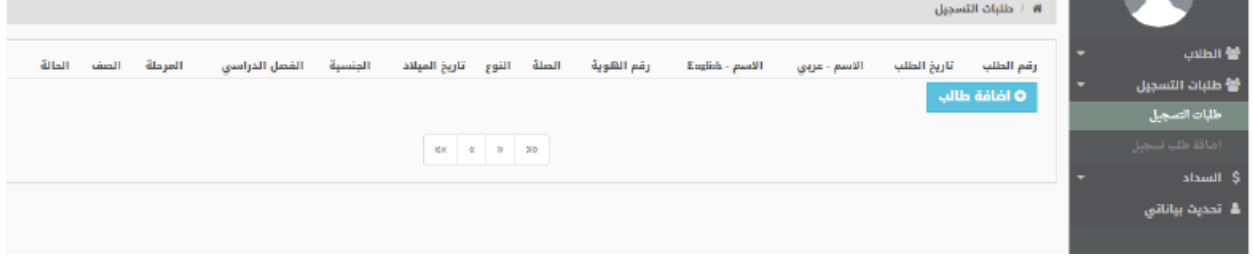 / طلبات التسجيل
رقم الطلب تاريخ الطلب الاسم - عربي الاسم - English رقم الهوية الصلة النوع تاريخ الميلاد الجنسية الفصل الدراسي المرحلة الصف الحالة
اضافة طالب
«« « » »»
الطلاب
طلبات التسجيل
طلبات التسجيل
اضافة طلب تسجيل
$ السداد
تحديث بياناتي